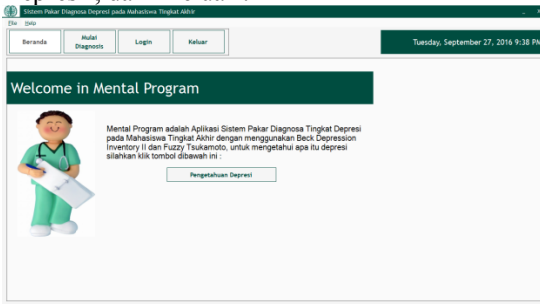 Sistem Pakar Diagnosa Depresi pada Mahasiswa Tingkat Akhir
File Help
Beranda
Mulai
Diagnosis
Login
Keluar
Tuesday, September 27, 2016 9:38 PM
Welcome in Mental Program
Mental Program adalah Aplikasi Sistem Pakar Diagnosa Tingkat Depresi
pada Mahasiswa Tingkat Akhir dengan menggunakan Beck Depression
Inventory II dan Fuzzy Tsukamoto, untuk mengetahui apa itu depresi
silahkan klik tombol dibawah ini :
Pengetahuan Depresi